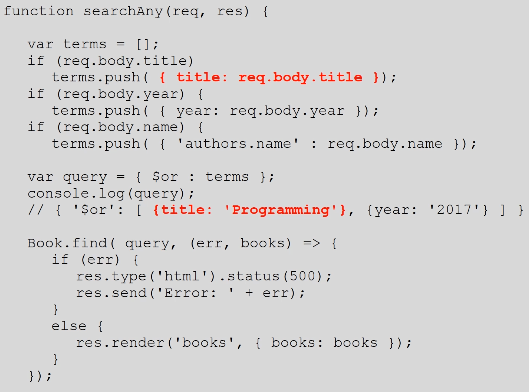 function searchAny(req, res) {
var terms = [];
if (req.body.title)
terms.push( { title: req.body.title });
if (req.body.year) {
terms.push( { year: req.body.year });
if (req.body.name) {
terms.push( { 'authors.name' : req.body.name });
var query = { $or : terms };
console.log(query);
// { '$or': [ {title: 'Programming'}, {year: '2017'} ] }
Book.find( query, (err, books) => {
if (err) {
res.type('html').status(500);
res.send('Error: ' + err);
}
else {
res.render('books', { books: books });
}
});